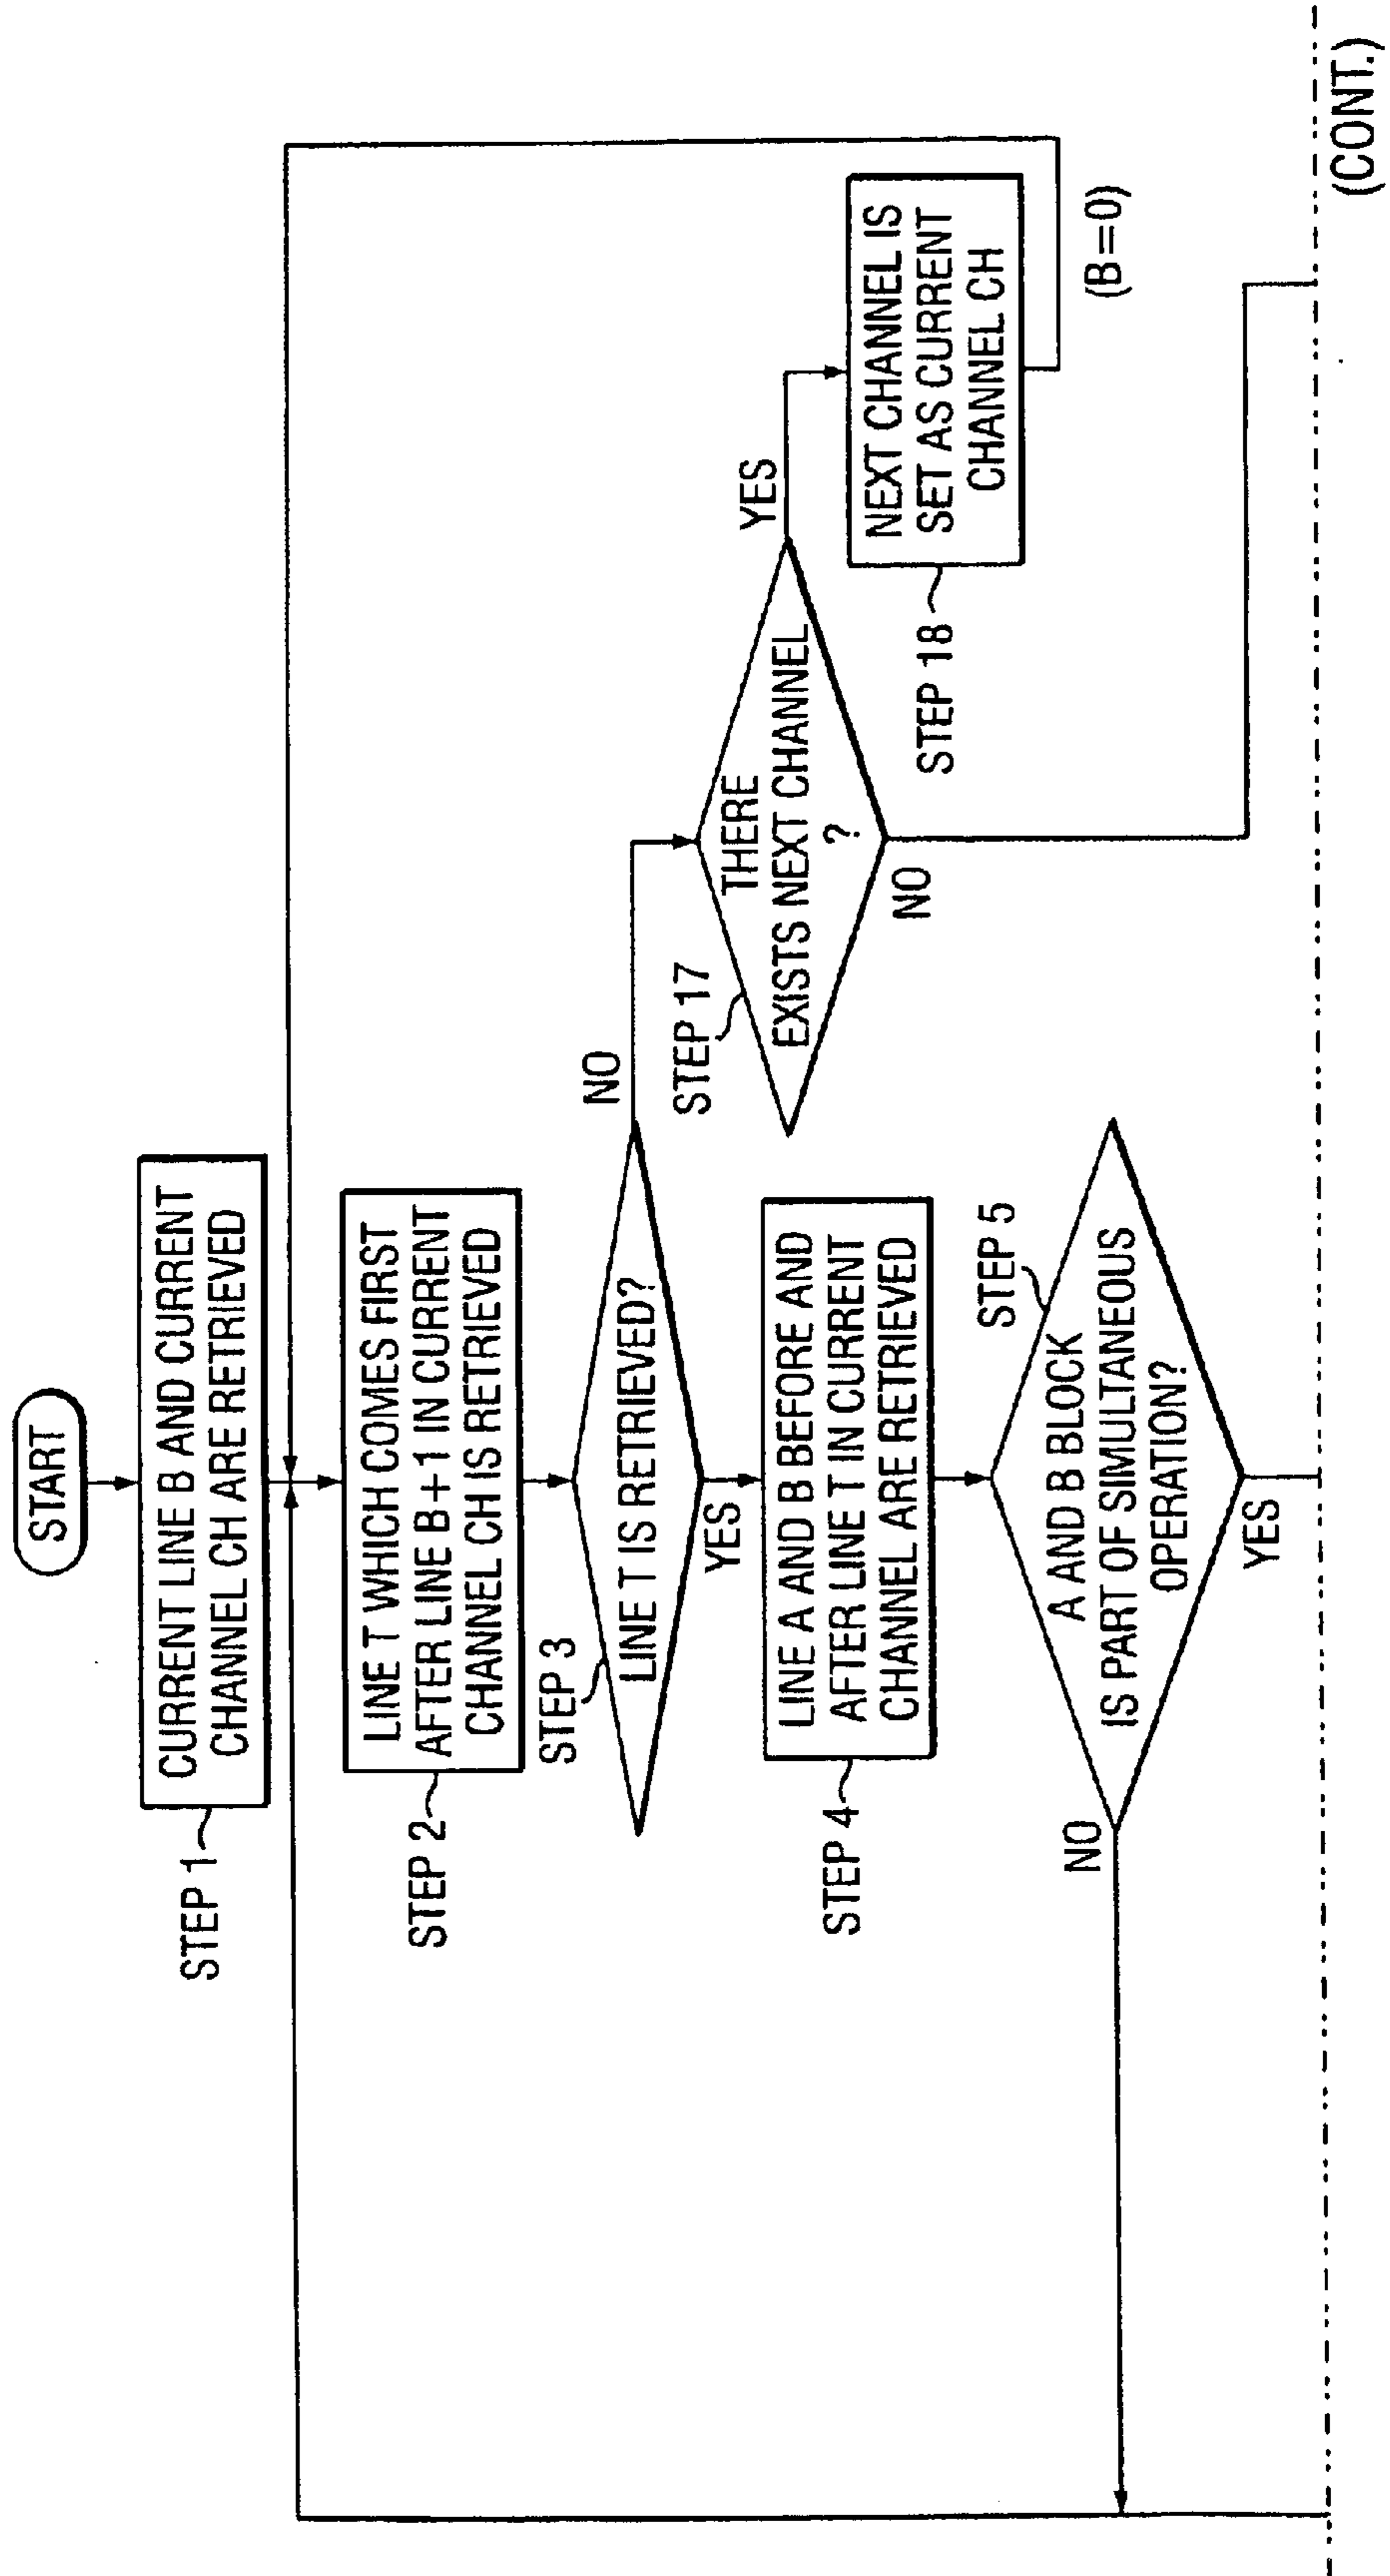 START
CURRENT LINE B AND CURRENT
CHANNEL CH ARE RETRIEVED
STEP 1
LINE T WHICH COMES FIRST
AFTER LINE B+1 IN CURRENT
CHANNEL CH IS RETRIEVED
STEP 2
STEP 3
LINE T IS RETRIEVED?
NO
YES
STEP 17
THERE
EXISTS NEXT CHANNEL
?
YES
NO
NEXT CHANNEL IS
SET AS CURRENT
CHANNEL CH
STEP 18
(B=0)
LINE A AND B BEFORE AND
AFTER LINE T IN CURRENT
CHANNEL ARE RETRIEVED
STEP 4
STEP 5
A AND B BLOCK
IS PART OF SIMULTANEOUS
OPERATION?
NO
YES
(CONT.)